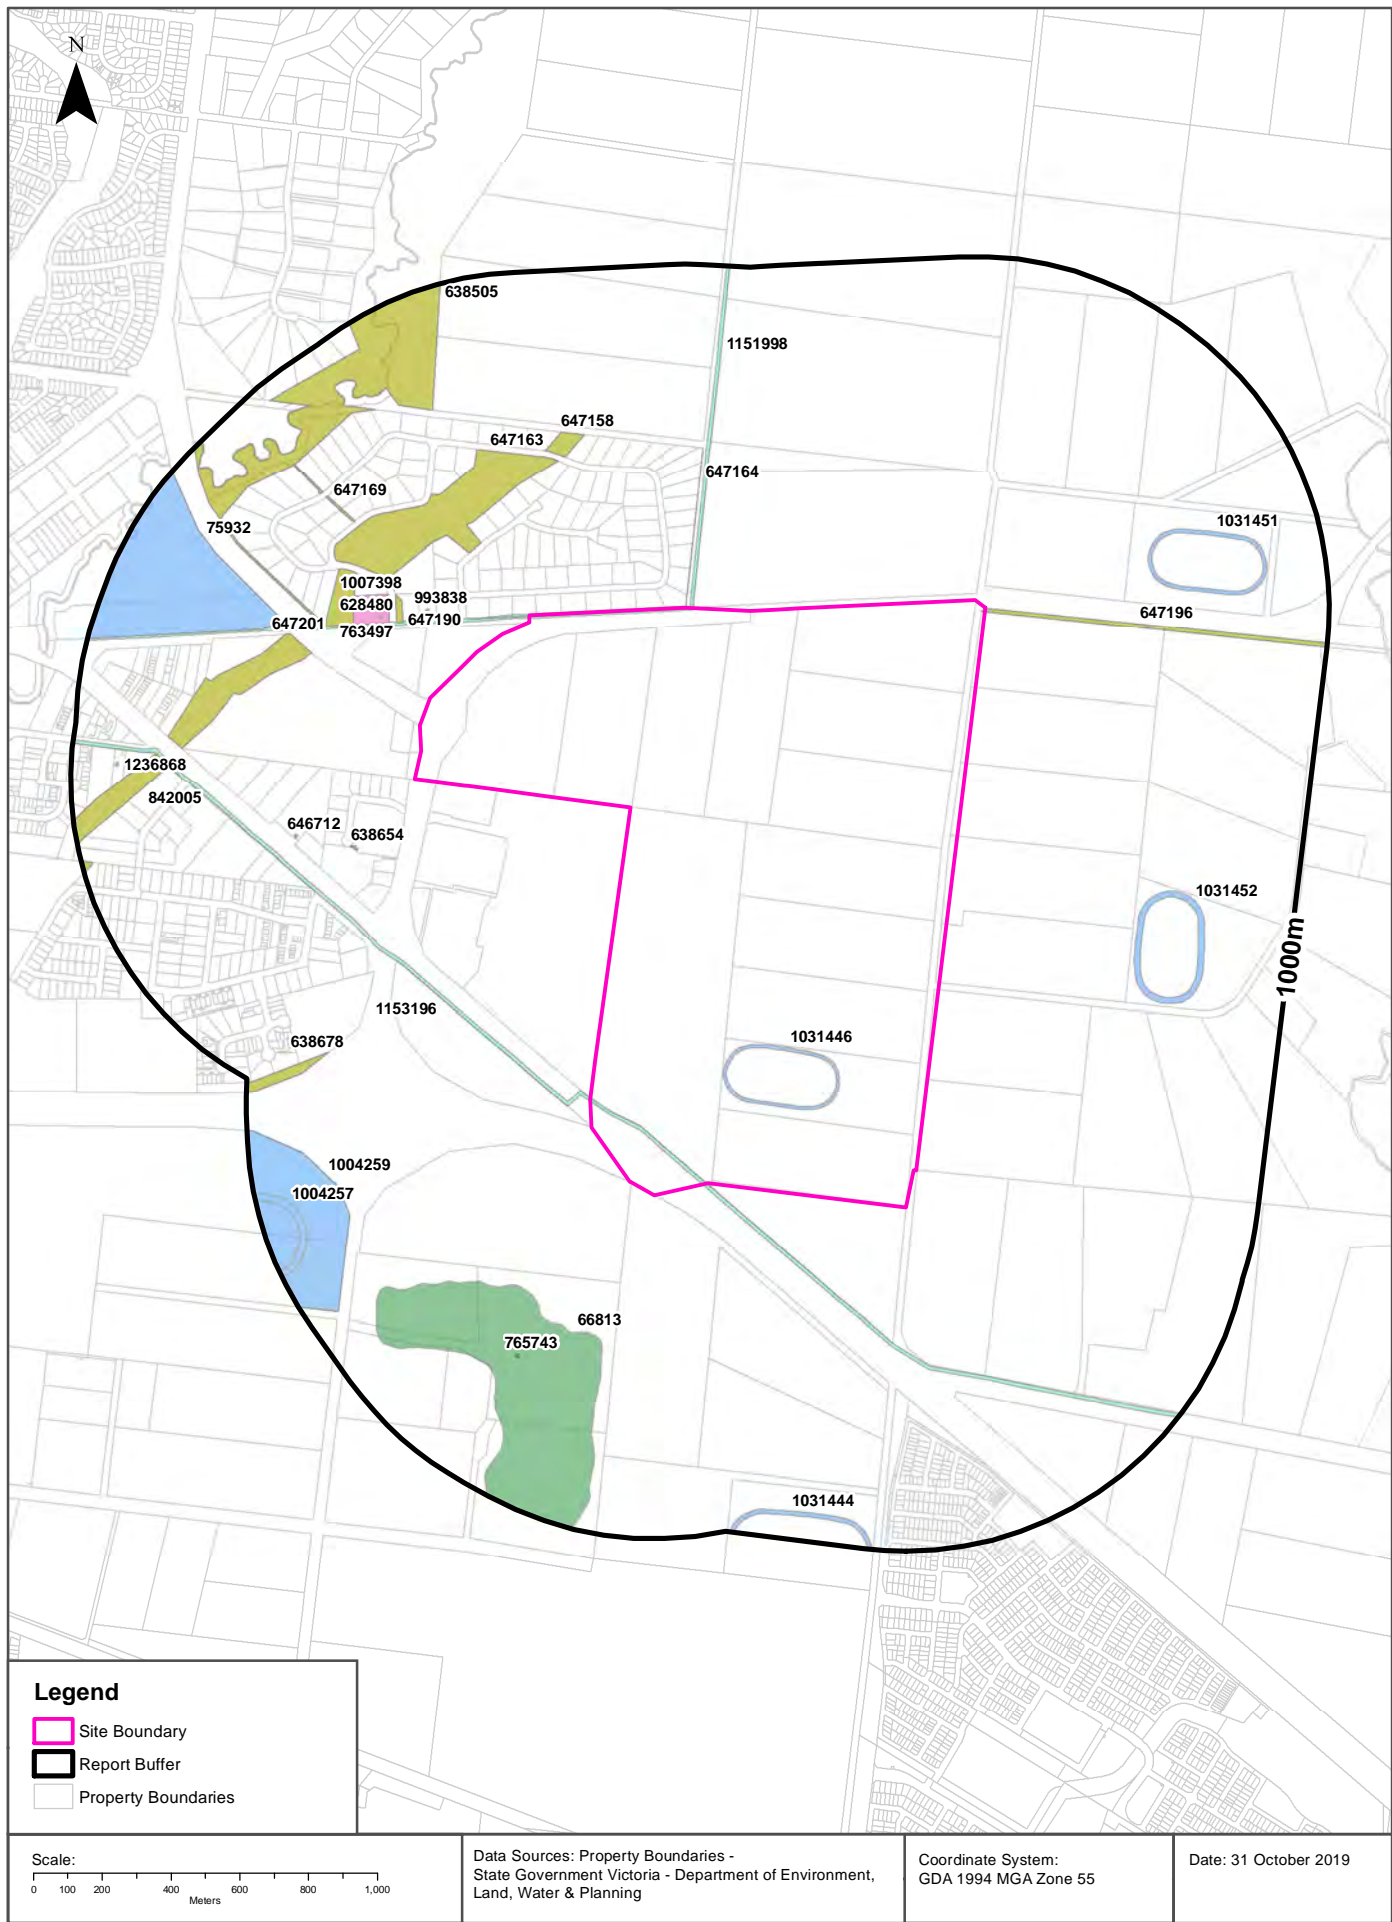 N
638505
1151998
647158
647163
647164
647169
1031451
75932
1007398
993838
628480
647196
647190
647201
763497
1236868
842005
646712
638654
1031452
1000m
1153196
1031446
638678
1004259
1004257
66813
765743
1031444
Legend
Site Boundary
Report Buffer
Property Boundaries
Scale:
0 100 200 400 600 800 1,000
Meters
Data Sources: Property Boundaries -
State Government Victoria - Department of Environment,
Land, Water & Planning
Coordinate System:
GDA 1994 MGA Zone 55
Date: 31 October 2019